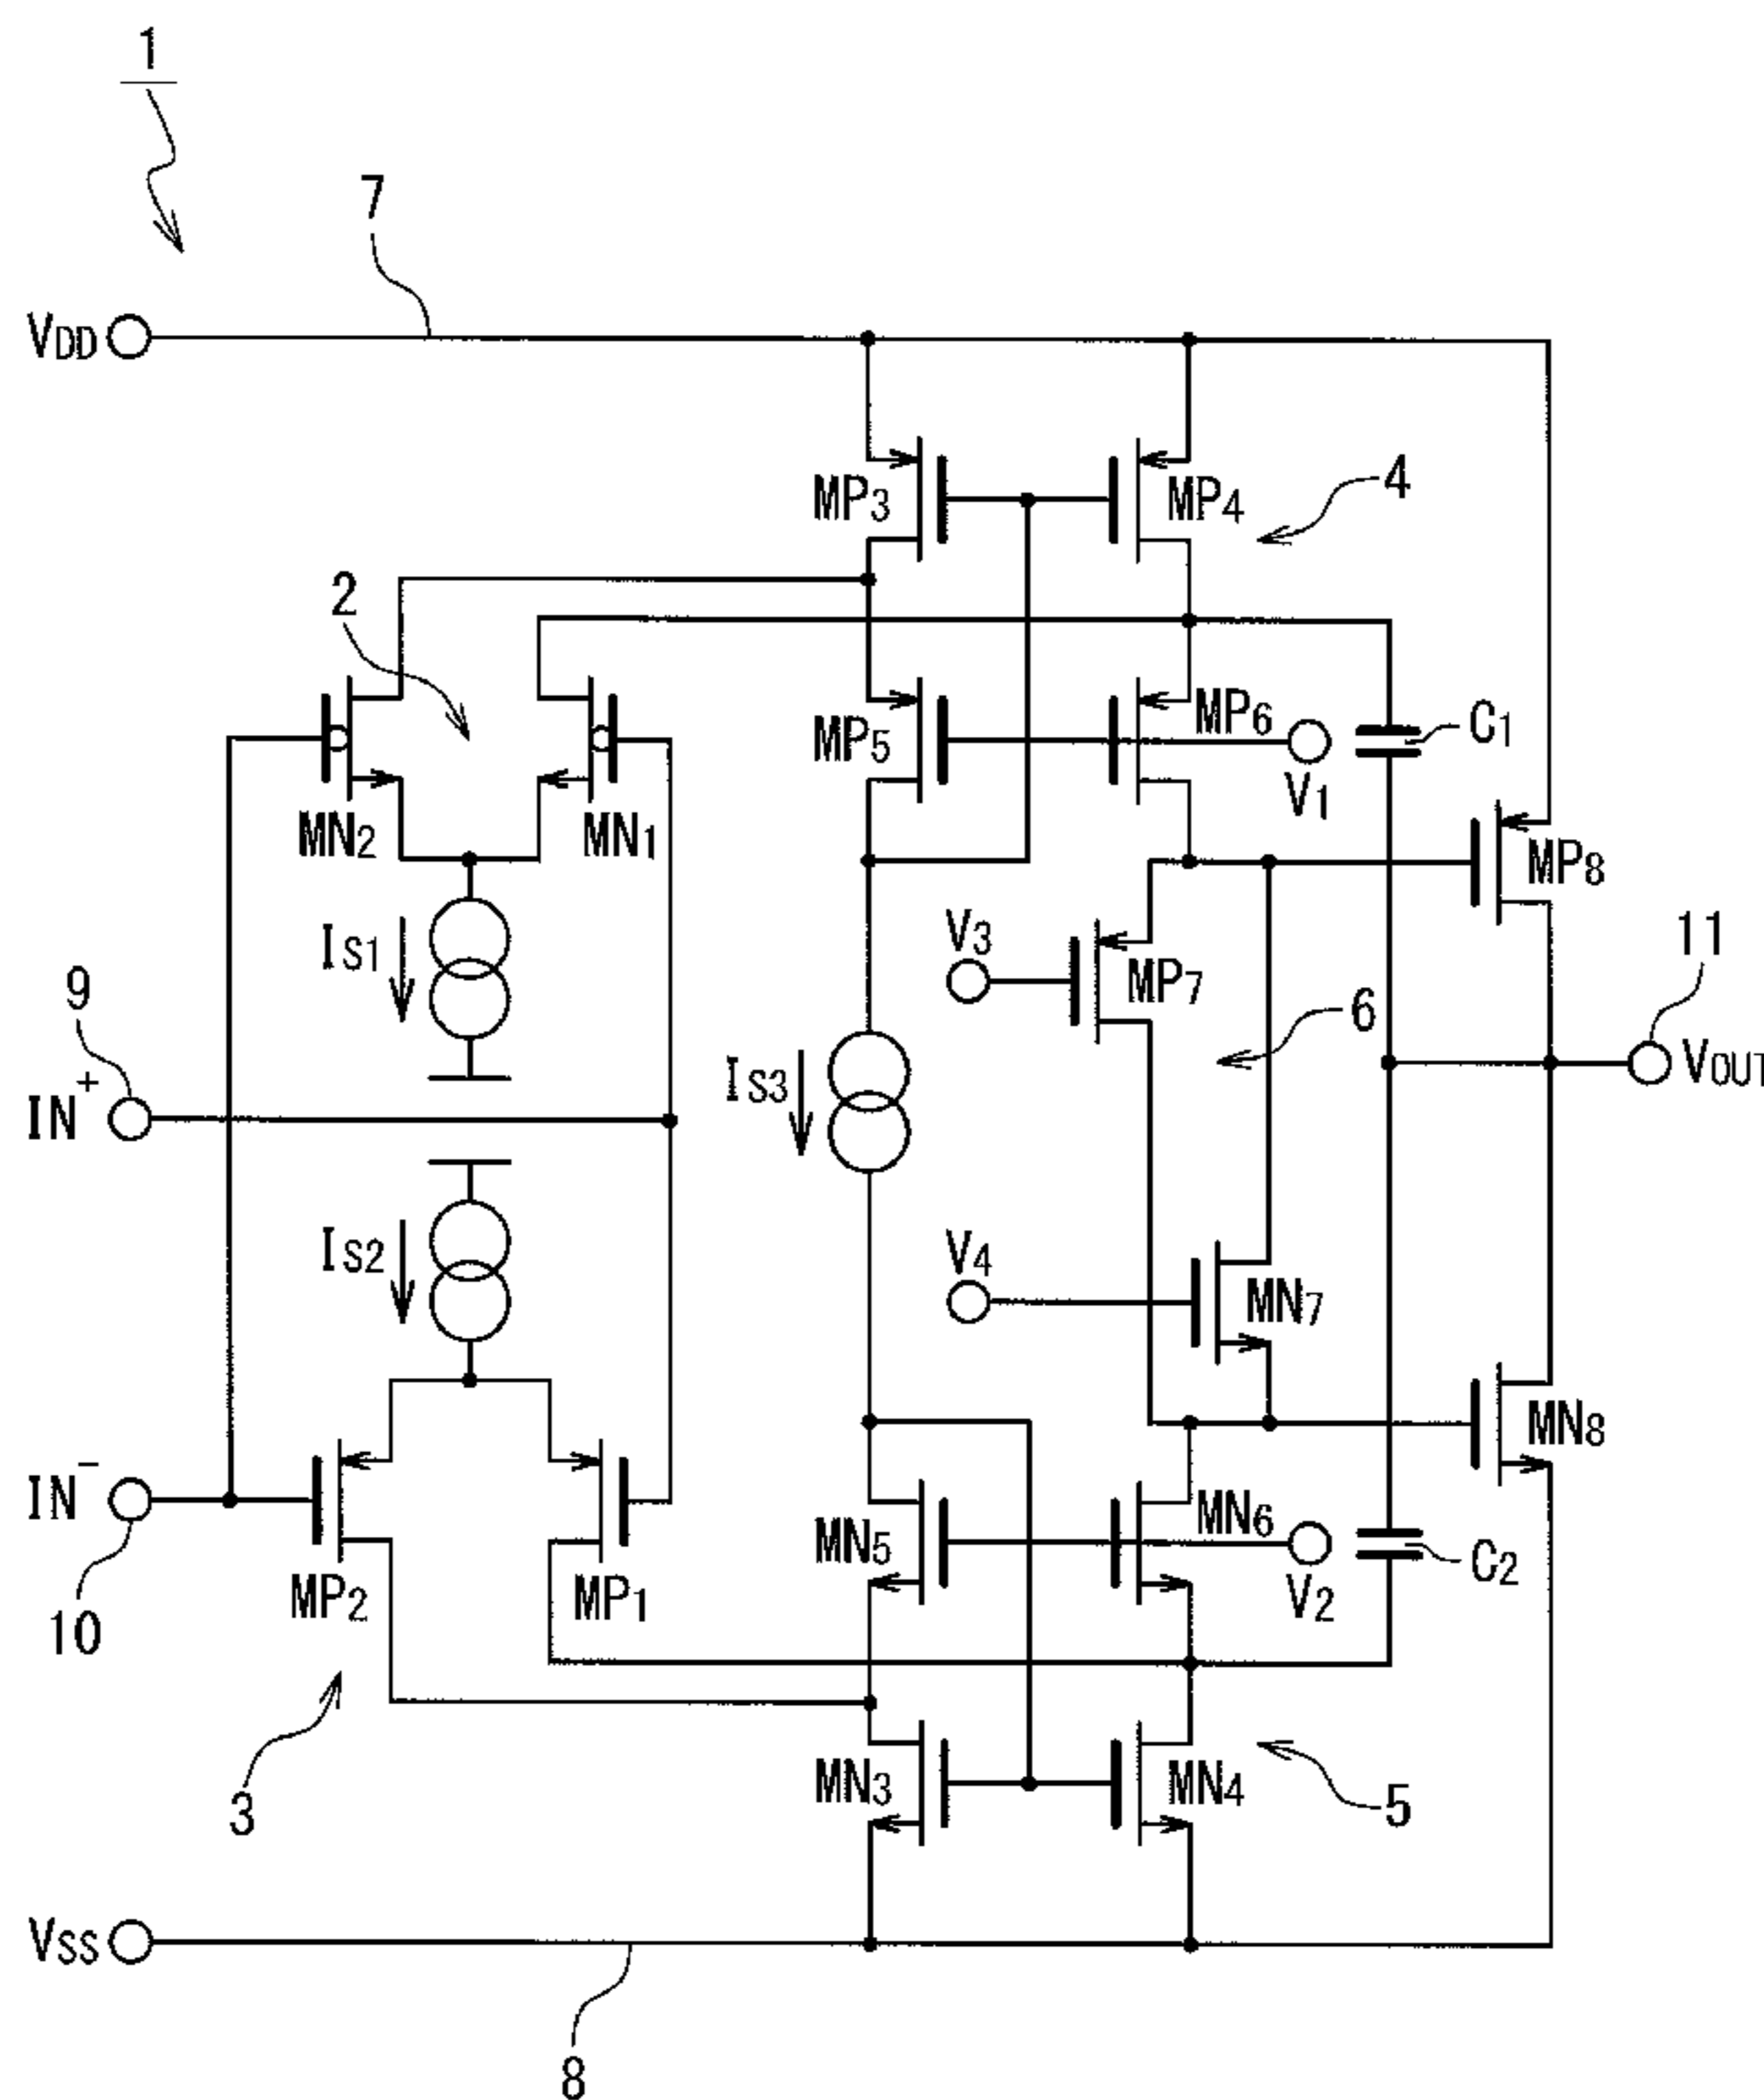 1
7
VDD
MP3
MP4
4
2
MN2
MN1
MP5
MP6
V1
C1
MP8
IS1
V3
MP7
11
9
IN+
IS3
6
VOUT
IS2
V4
MN7
MN8
IN-
10
MP2
MP1
MN5
MN6
V2
C2
3
MN3
MN4
5
VSS
8